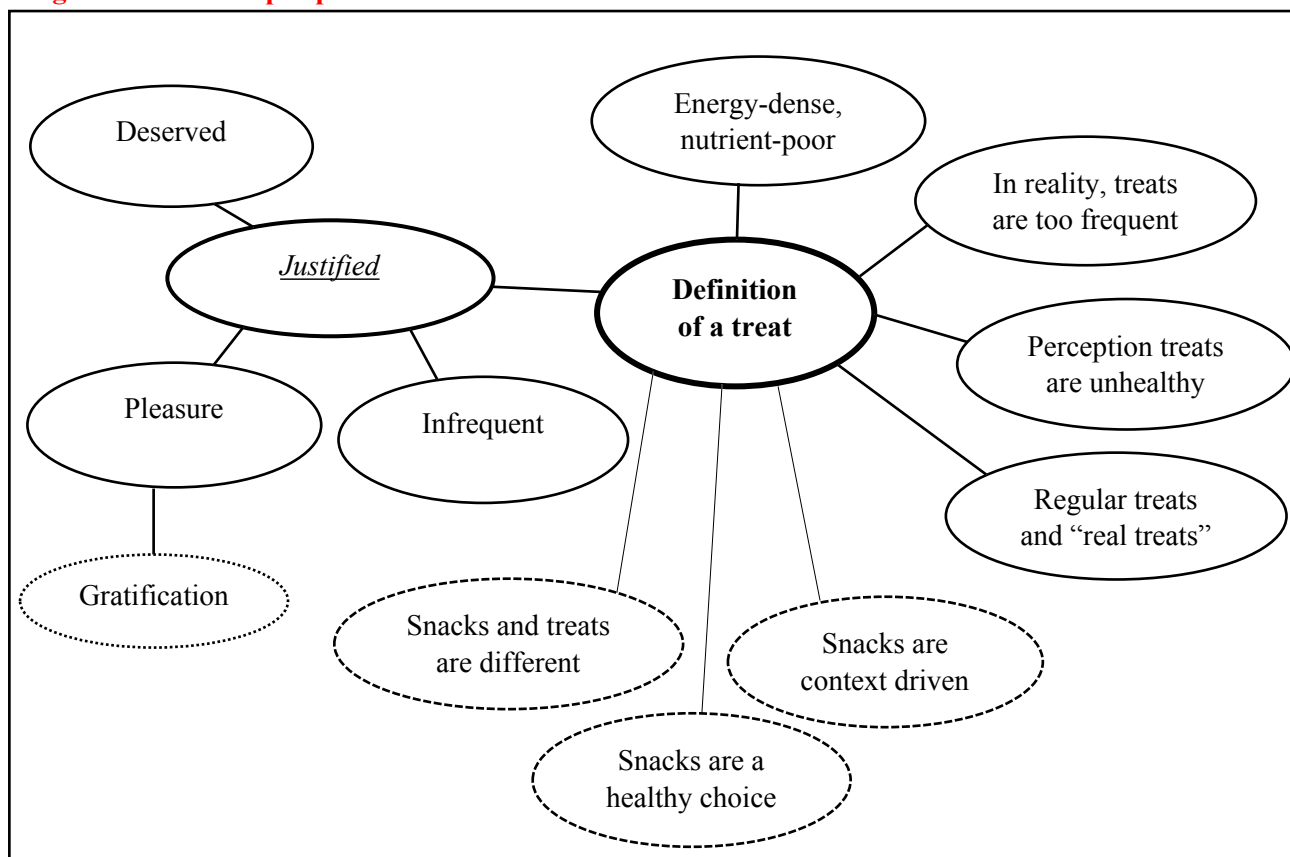 Deserved
Energy-dense,
nutrient-poor
In reality, treats
are too frequent
Justified
Definition
of a treat
Perception treats
are unhealthy
Pleasure
Infrequent
Regular treats
and “real treats”
Gratification
Snacks and treats
are different
Snacks are
context driven
Snacks are a
healthy choice